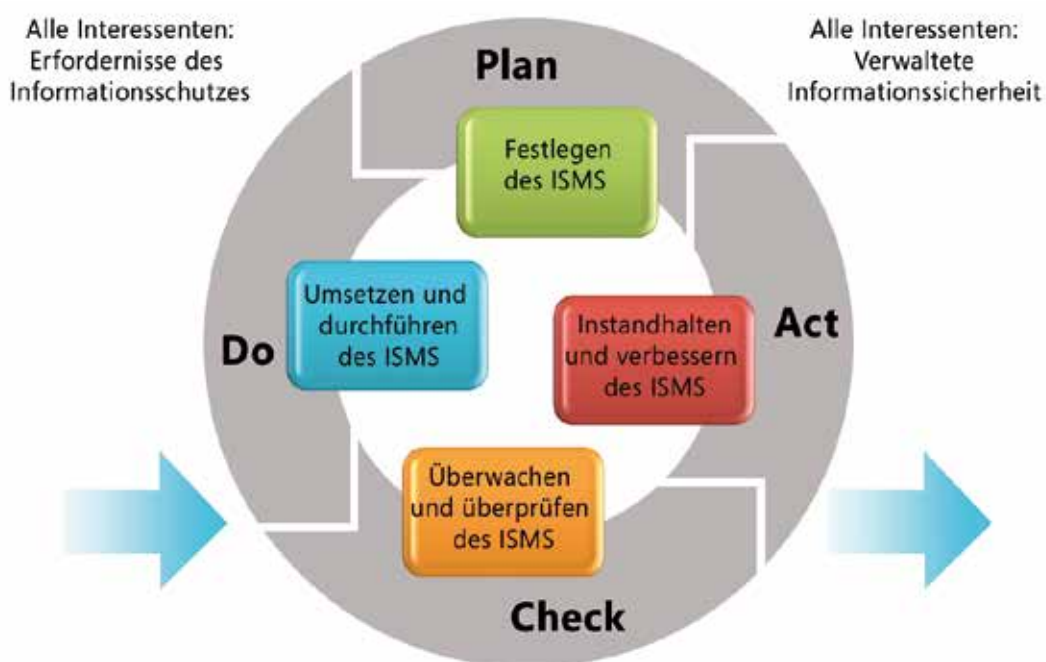 Alle Interessenten:
Erfordernisse des
Informationsschutzes
Alle Interessenten:
Verwaltete
Informationssicherheit
Plan
Festlegen
des ISMS
Do
Umsetzen und
durchführen
des ISMS
Act
Instandhalten
und verbessern
des ISMS
Überwachen
und überprüfen
des ISMS
Check